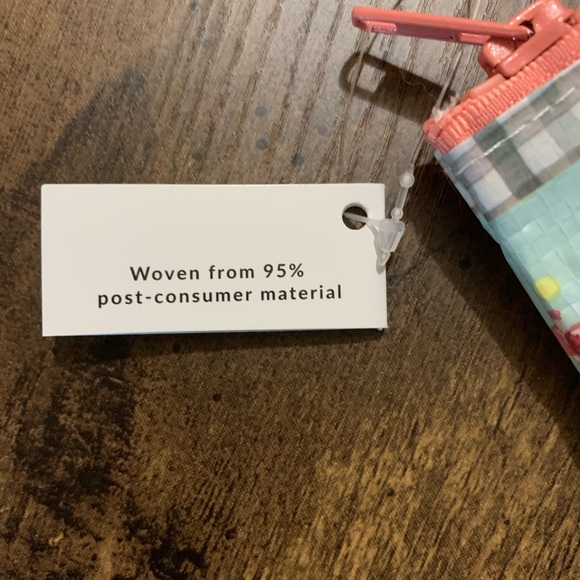 Woven from 95%
post-consumer material